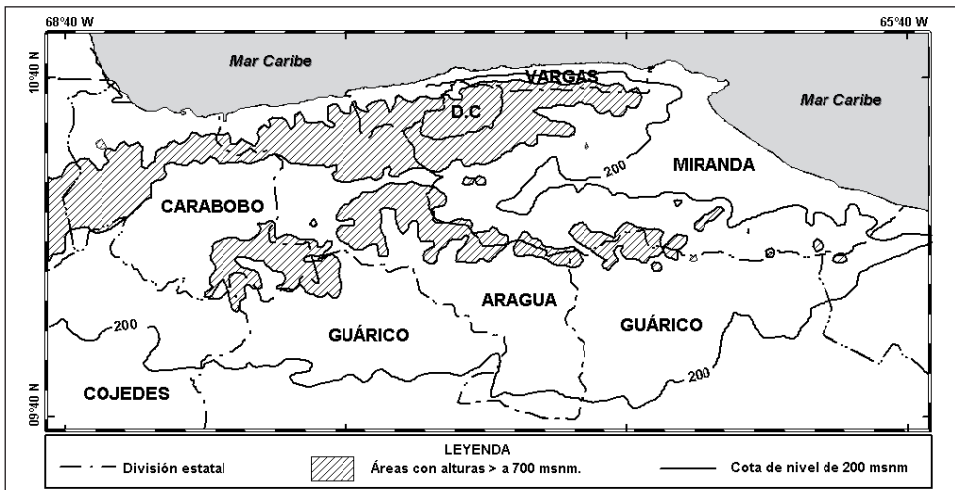 68°40 W
65°40 W
10°40 N
Mar Caribe
VARGAS
D.C
Mar Caribe
200
MIRANDA
CARABOBO
ARAGUA
200
GUÁRICO
GUÁRICO
200
COJEDES
09°40 N
LEYENDA
División estatal
Áreas con alturas > a 700 msnm.
Cota de nivel de 200 msnm